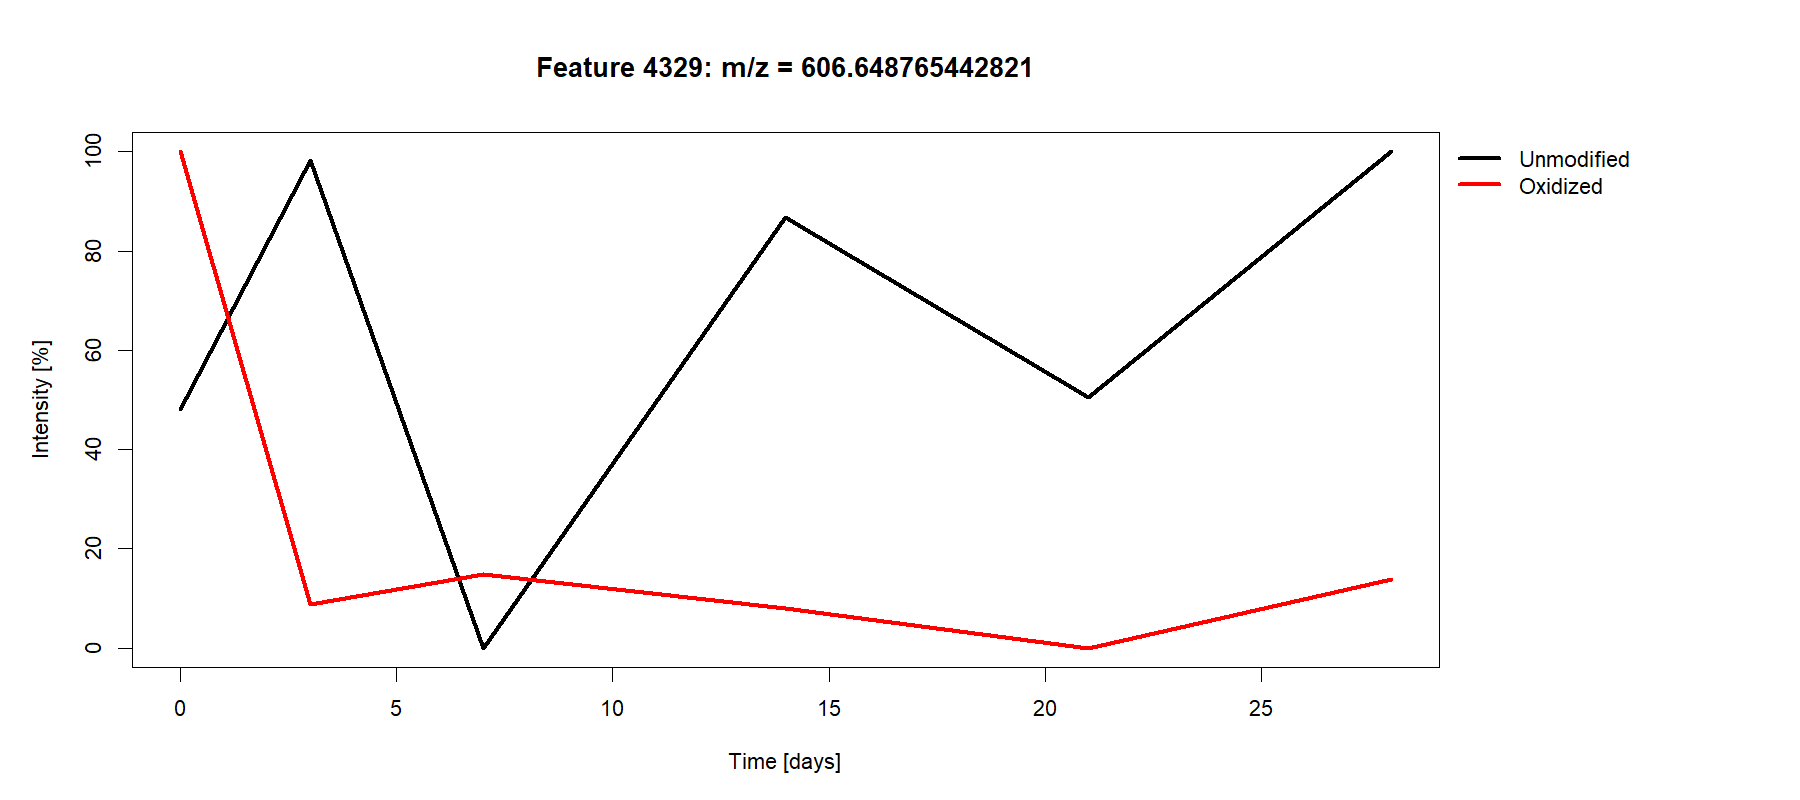 Feature 4329: m/z = 606.648765442821
Unmodified
Oxidized
Intensity [%]
100
80
60
40
20
0
0 5 10 15 20 25
Time [days]